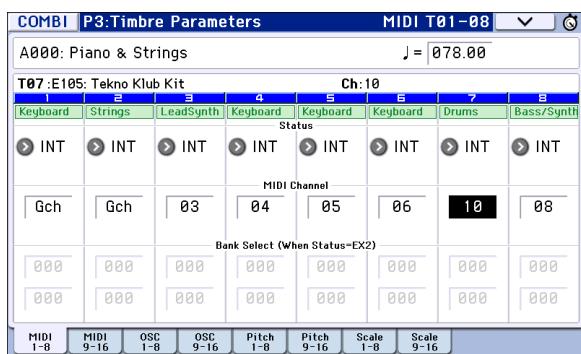 COMBI P3:Timbre Parameters MIDI T01-08
A000: Piano & Strings ♩= 078.00
T07 :E105: Tekno Klub Kit Ch:10
1 2 3 4 5 6 7 8
Keyboard Strings LeadSynth Keyboard Keyboard Keyboard Drums Bass/Synth
Status
INT INT INT INT INT INT INT INT
MIDI Channel
Gch Gch 03 04 05 06 10 08
Bank Select (When Status=EX2)
000 000 000 000 000 000 000 000
000 000 000 000 000 000 000 000
MIDI MIDI OSC OSC Pitch Pitch Scale Scale
1-8 9-16 1-8 9-16 1-8 9-16 1-8 9-16